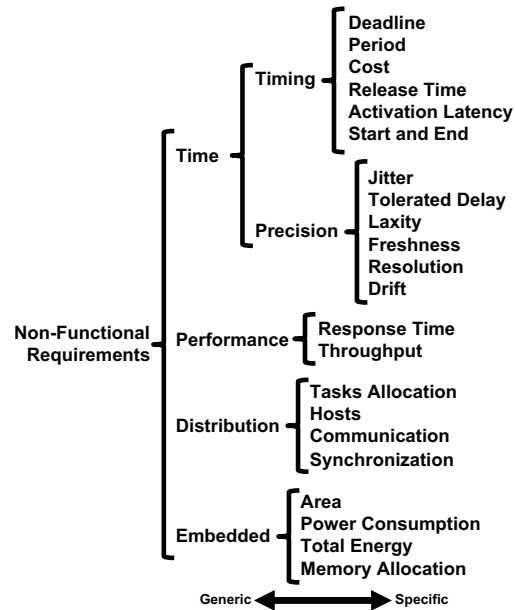 Non-Functional
Requirements
Time
Timing
Deadline
Period
Cost
Release Time
Activation Latency
Start and End
Precision
Jitter
Tolerated Delay
Laxity
Freshness
Resolution
Drift
Performance
Response Time
Throughput
Distribution
Tasks Allocation
Hosts
Communication
Synchronization
Embedded
Area
Power Consumption
Total Energy
Memory Allocation
Generic
Specific